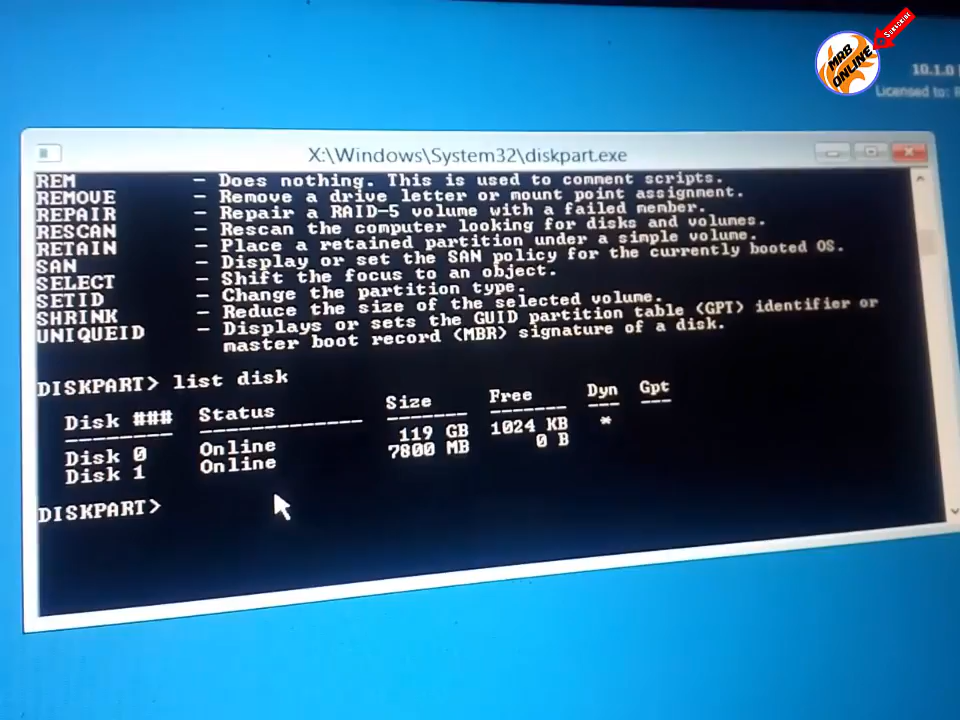 MRB
ONLINE
SUBSCRIBE
10.1.0
Licensed to:
X:\Windows\System32\diskpart.exe
REM - Does nothing. This is used to comment scripts.
REMOVE - Remove a drive letter or mount point assignment.
REPAIR - Repair a RAID-5 volume with a failed member.
RESCAN - Rescan the computer looking for disks and volumes.
RETAIN - Place a retained partition under a simple volume.
SAN - Display or set the SAN policy for the currently booted OS.
SELECT - Shift the focus to an object.
SETID - Change the partition type.
SHRINK - Reduce the size of the selected volume.
UNIQUEID - Displays or sets the GUID partition table (GPT) identifier or
master boot record (MBR) signature of a disk.
DISKPART> list disk
Disk ### Status Size Free Dyn Gpt
-------- ------------- ------- ------- --- ---
Disk 0 Online 119 GB 1024 KB *
Disk 1 Online 7800 MB 0 B
DISKPART>